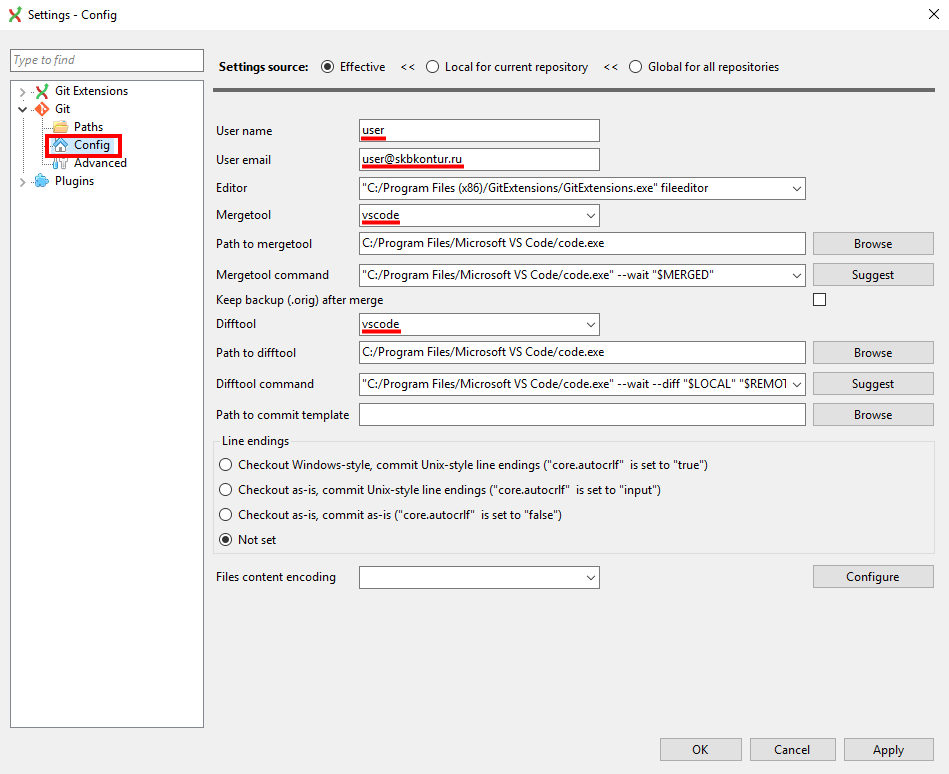 Settings - Config
Type to find
Git Extensions
Git
Paths
Config
Advanced
Plugins
Settings source: Effective << Local for current repository << Global for all repositories
User name user
User email user@skbkontur.ru
Editor "C:/Program Files (x86)/GitExtensions/GitExtensions.exe" fileeditor
Mergetool vscode
Path to mergetool C:/Program Files/Microsoft VS Code/code.exe Browse
Mergetool command "C:/Program Files/Microsoft VS Code/code.exe" --wait "$MERGED" Suggest
Keep backup (.orig) after merge
Difftool vscode
Path to difftool C:/Program Files/Microsoft VS Code/code.exe Browse
Difftool command "C:/Program Files/Microsoft VS Code/code.exe" --wait --diff "$LOCAL" "$REMOT Suggest
Path to commit template Browse
Line endings
Checkout Windows-style, commit Unix-style line endings ("core.autocrlf" is set to "true")
Checkout as-is, commit Unix-style line endings ("core.autocrlf" is set to "input")
Checkout as-is, commit as-is ("core.autocrlf" is set to "false")
Not set
Files content encoding Configure
OK Cancel Apply